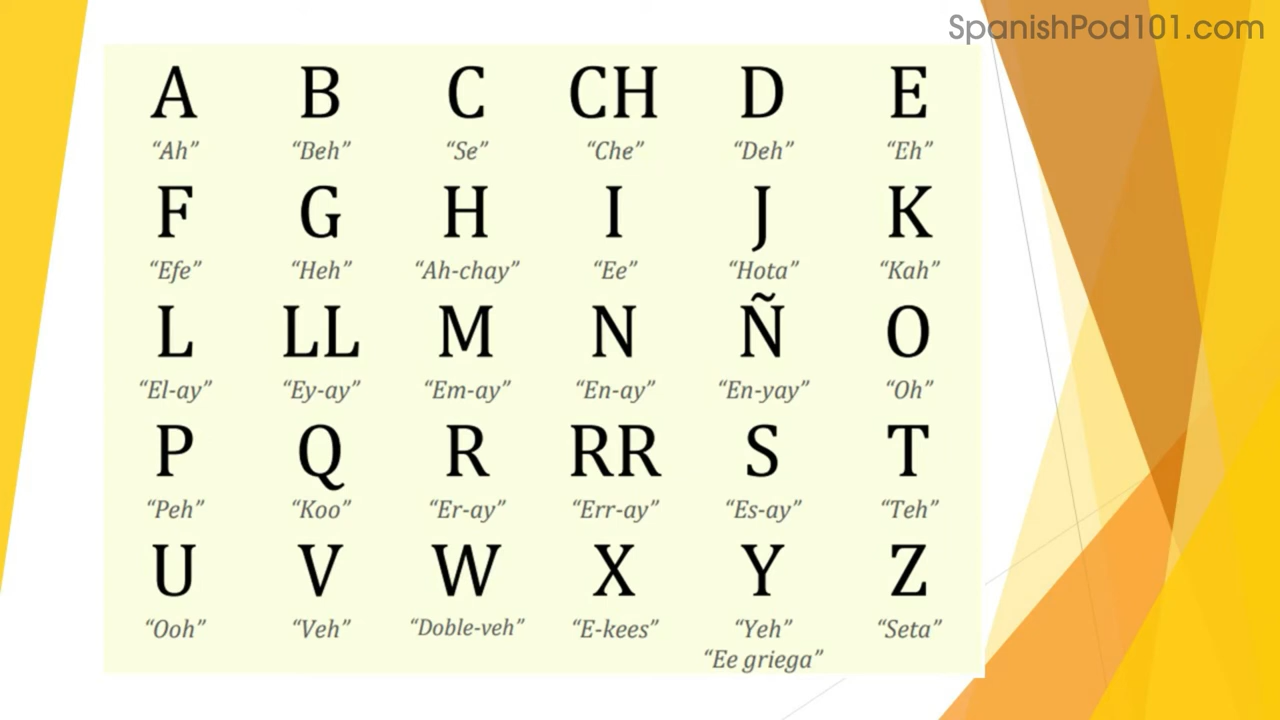 SpanishPod101.com
A B C CH D E
“Ah” “Beh” “Se” “Che” “Deh” “Eh”
F G H I J K
“Efe” “Heh” “Ah-chay” “Ee” “Hota” “Kah”
L LL M N Ñ O
“El-ay” “Ey-ay” “Em-ay” “En-ay” “En-yay” “Oh”
P Q R RR S T
“Peh” “Koo” “Er-ay” “Err-ay” “Es-ay” “Teh”
U V W X Y Z
“Ooh” “Veh” “Doble-veh” “E-kees” “Yeh” “Seta”
“Ee griega”